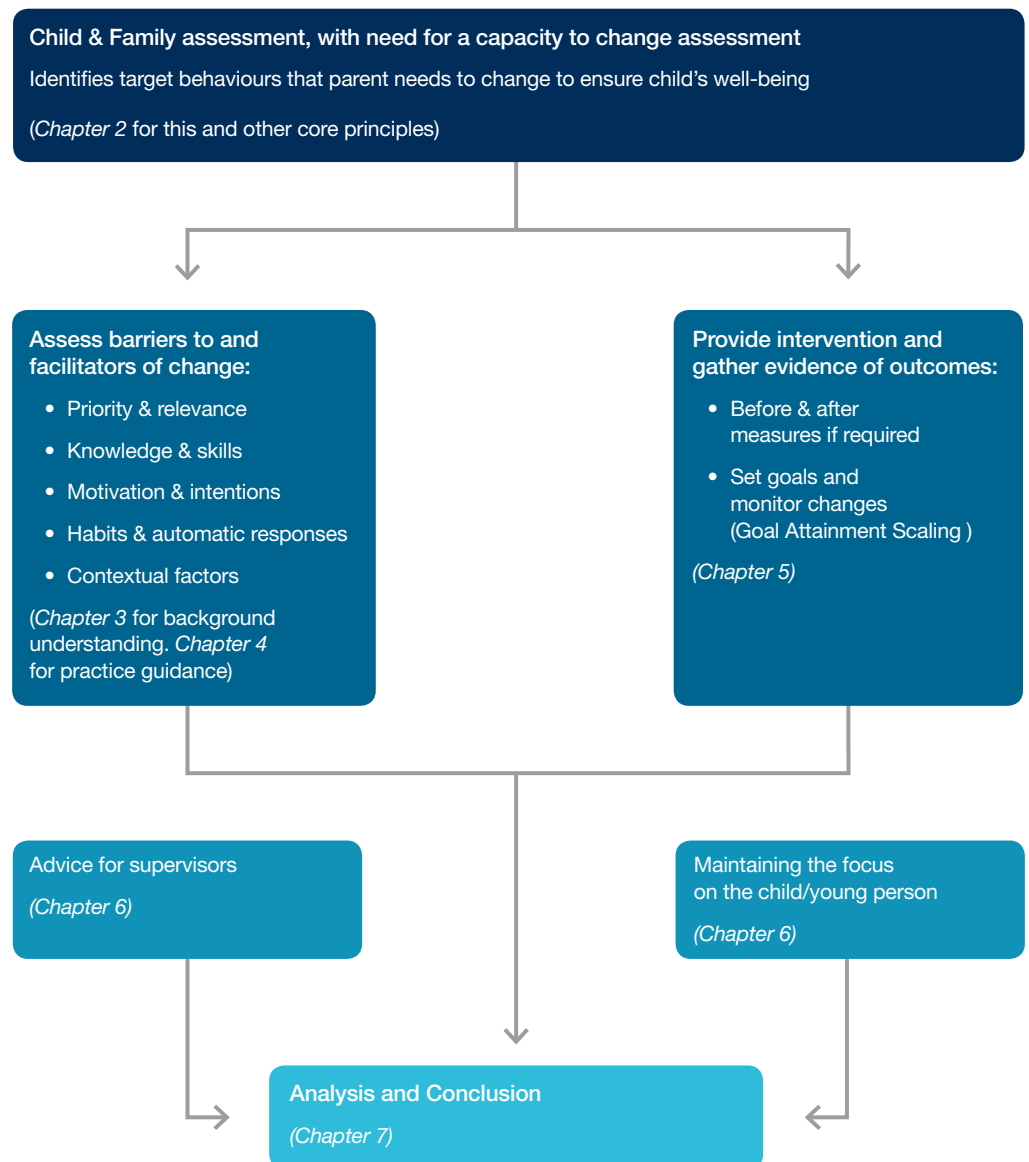 Child & Family assessment, with need for a capacity to change assessment
Identifies target behaviours that parent needs to change to ensure child's well-being
(Chapter 2 for this and other core principles)
Assess barriers to and
facilitators of change:
• Priority & relevance
• Knowledge & skills
• Motivation & intentions
• Habits & automatic responses
• Contextual factors
(Chapter 3 for background
understanding. Chapter 4
for practice guidance)
Provide intervention and
gather evidence of outcomes:
• Before & after
measures if required
• Set goals and
monitor changes
(Goal Attainment Scaling )
(Chapter 5)
Advice for supervisors
(Chapter 6)
Maintaining the focus
on the child/young person
(Chapter 6)
Analysis and Conclusion
(Chapter 7)